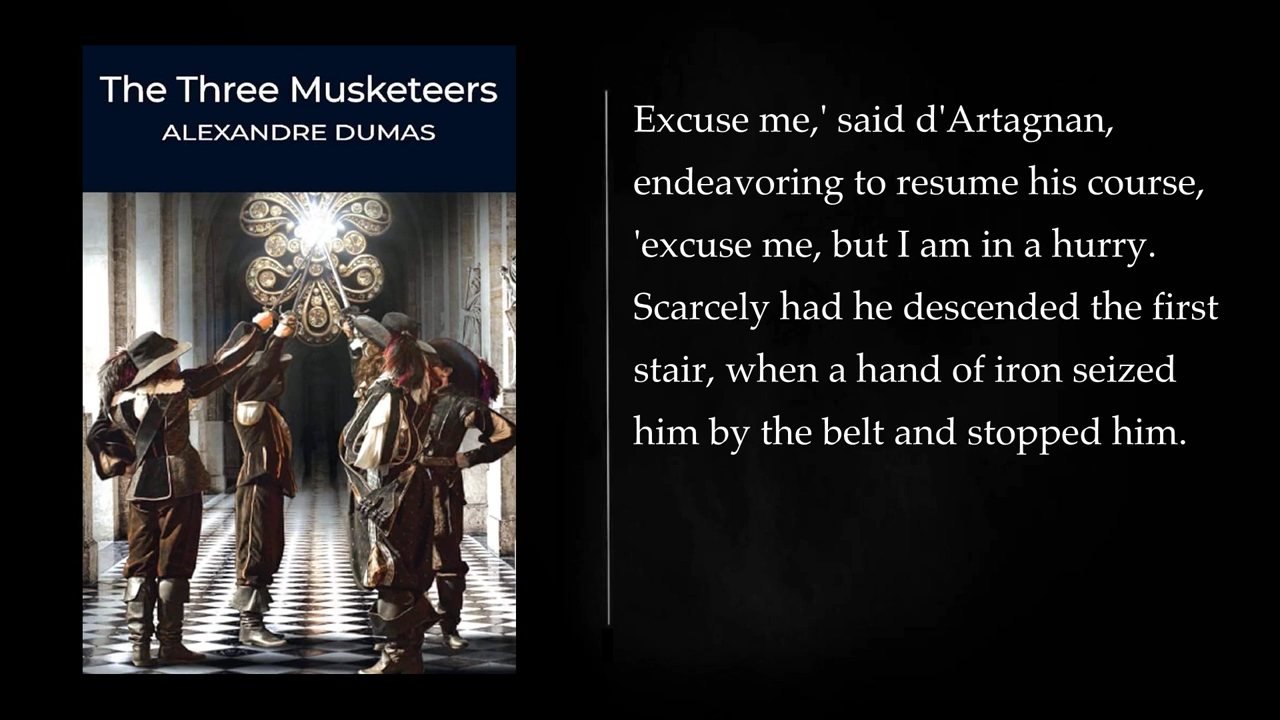 The Three Musketeers
ALEXANDRE DUMAS
Excuse me,' said d'Artagnan,
endeavoring to resume his course,
'excuse me, but I am in a hurry.
Scarcely had he descended the first
stair, when a hand of iron seized
him by the belt and stopped him.